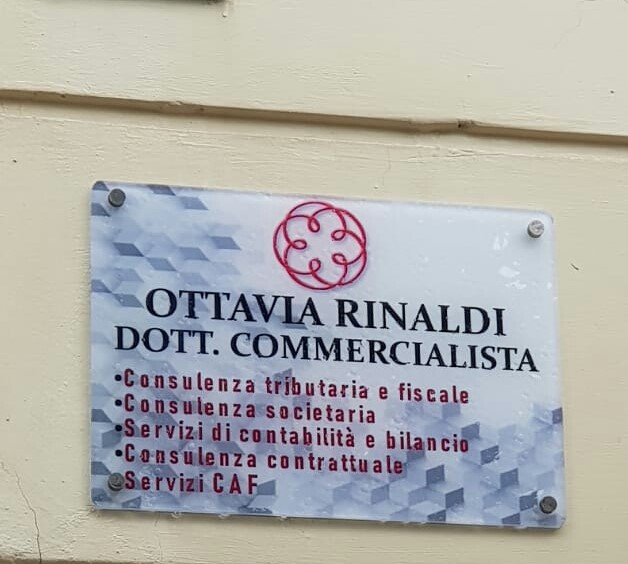 OTTAVIA RINALDI
DOTT. COMMERCIALISTA
•Consulenza tributaria e fiscale
•Consulenza societaria
•Servizi di contabilità e bilancio
•Consulenza contrattuale
•Servizi CAF